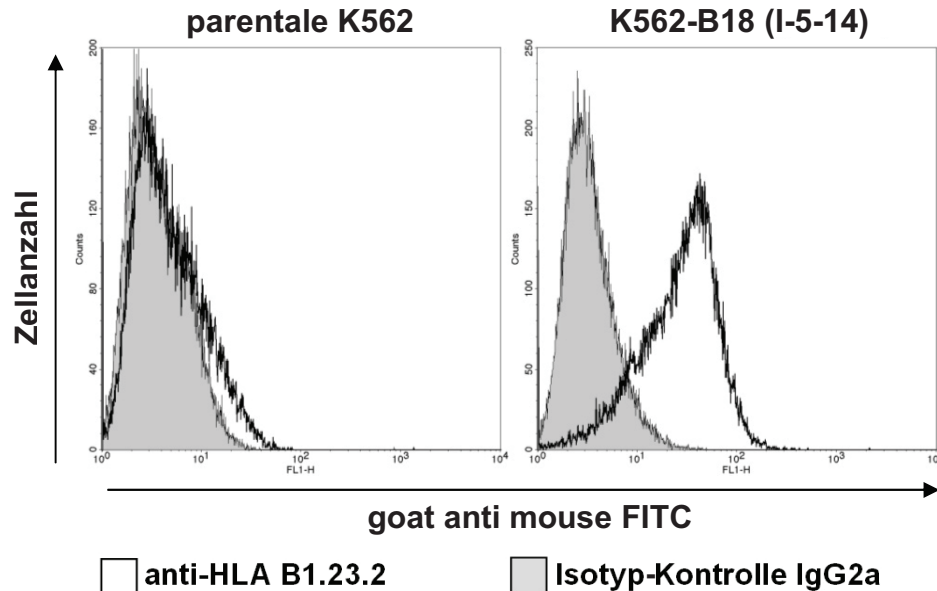 parentale K562
K562-B18 (I-5-14)
Zellanzahl
Counts
200
160
120
80
40
0
10^0
10^1
10^2
10^3
10^4
FL1-H
Counts
250
200
150
100
50
0
10^0
10^1
10^2
10^3
10
FL1-H
goat anti mouse FITC
anti-HLA B1.23.2
Isotyp-Kontrolle IgG2a